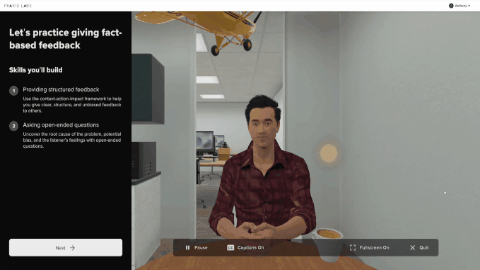 PRAXIS LABS
Let's practice giving fact-
based feedback
Skills you'll build
1 Providing structured feedback
Use the context-action-impact framework to help
you give clear, structure, and unbiased feedback
to others.
2 Asking open-ended questions
Uncover the root cause of the problem, potential
bias, and the listener's feelings with open-ended
questions.
Next
Pause
Captions On
Fullscreen On
Quit